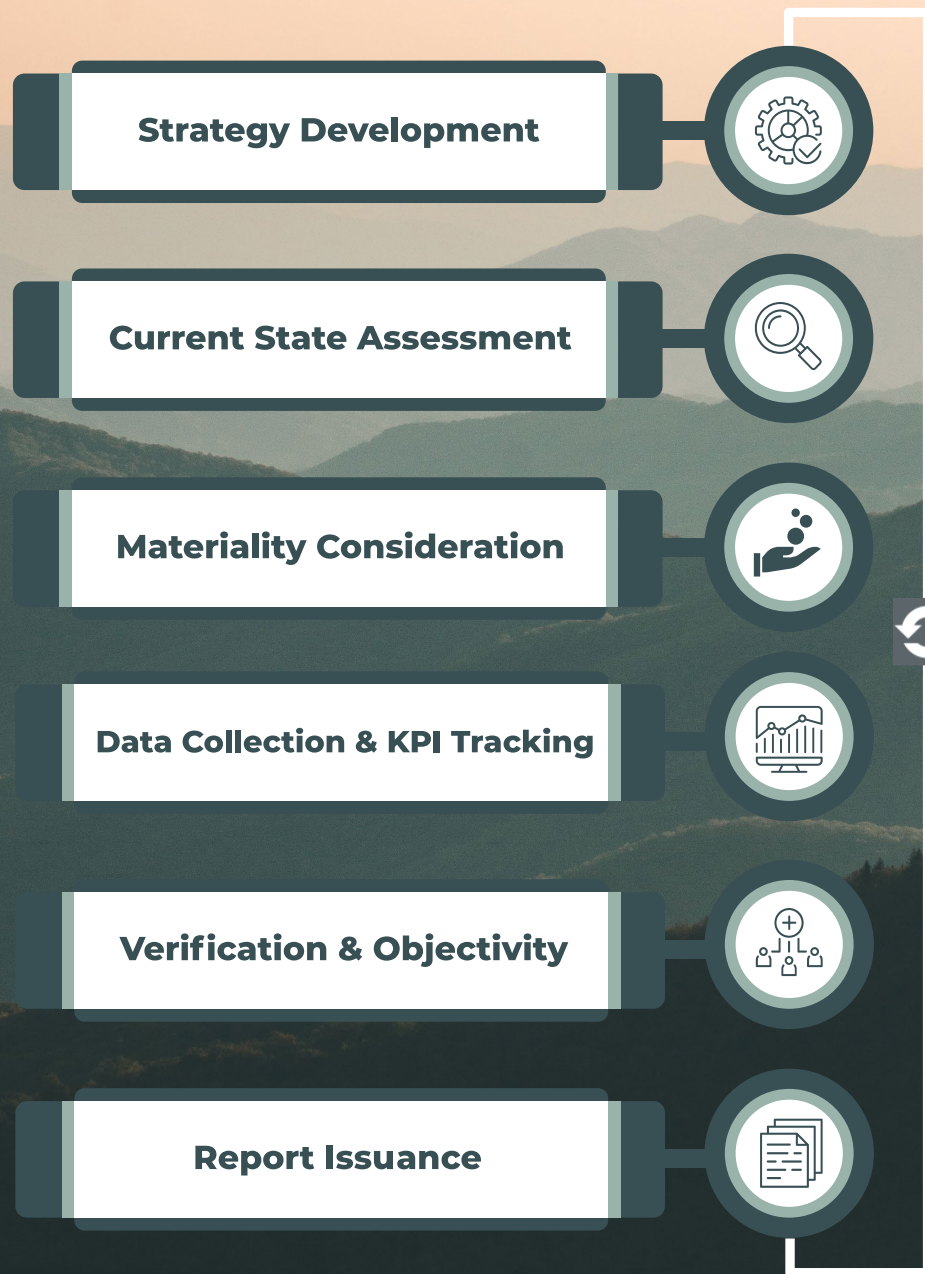 Strategy Development
Current State Assessment
Materiality Consideration
Data Collection & KPI Tracking
Verification & Objectivity
Report Issuance